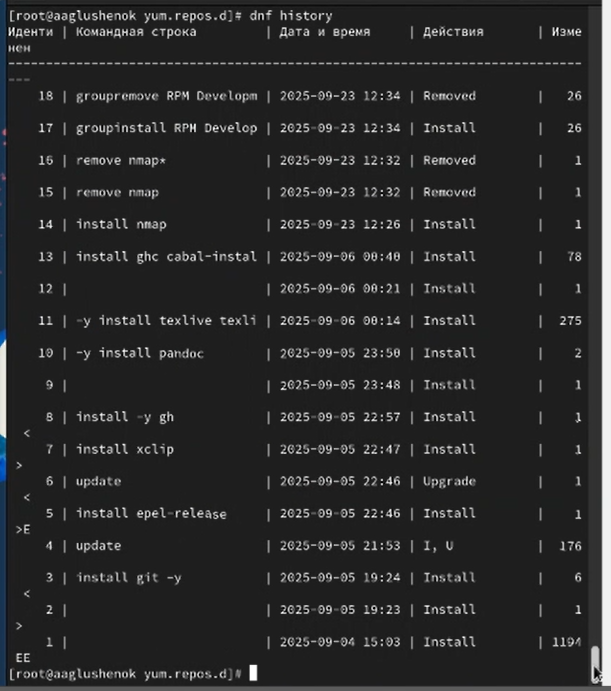 [root@aaglushenok yum.repos.d]# dnf history
Иденти | Командная строка | Дата и время | Действия | Изме
нен
-------------------------------------------------------------------------------
---
18 | groupremove RPM Developm | 2025-09-23 12:34 | Removed | 26
17 | groupinstall RPM Develop | 2025-09-23 12:34 | Install | 26
16 | remove nmap* | 2025-09-23 12:32 | Removed | 1
15 | remove nmap | 2025-09-23 12:32 | Removed | 1
14 | install nmap | 2025-09-23 12:26 | Install | 1
13 | install ghc cabal-instal | 2025-09-06 00:40 | Install | 78
12 | | 2025-09-06 00:21 | Install | 1
11 | -y install texlive texli | 2025-09-06 00:14 | Install | 275
10 | -y install pandoc | 2025-09-05 23:50 | Install | 2
9 | | 2025-09-05 23:48 | Install | 1
8 | install -y gh | 2025-09-05 22:57 | Install | 1
<
7 | install xclip | 2025-09-05 22:47 | Install | 1
>
6 | update | 2025-09-05 22:46 | Upgrade | 1
<
5 | install epel-release | 2025-09-05 22:46 | Install | 1
>E
4 | update | 2025-09-05 21:53 | I, U | 176
3 | install git -y | 2025-09-05 19:24 | Install | 6
<
2 | | 2025-09-05 19:23 | Install | 1
>
1 | | 2025-09-04 15:03 | Install | 1194
EE
[root@aaglushenok yum.repos.d]#